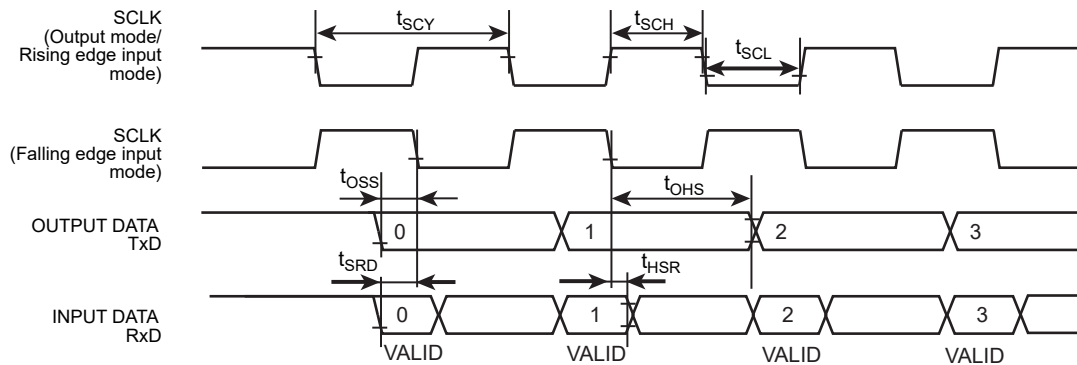 SCLK
(Output mode/
Rising edge input
mode)
tSCY
tSCH
tSCL
SCLK
(Falling edge input
mode)
tOSS
tOHS
OUTPUT DATA
TxD
0
1
2
3
tSRD
tHSR
INPUT DATA
RxD
0
1
2
3
VALID
VALID
VALID
VALID